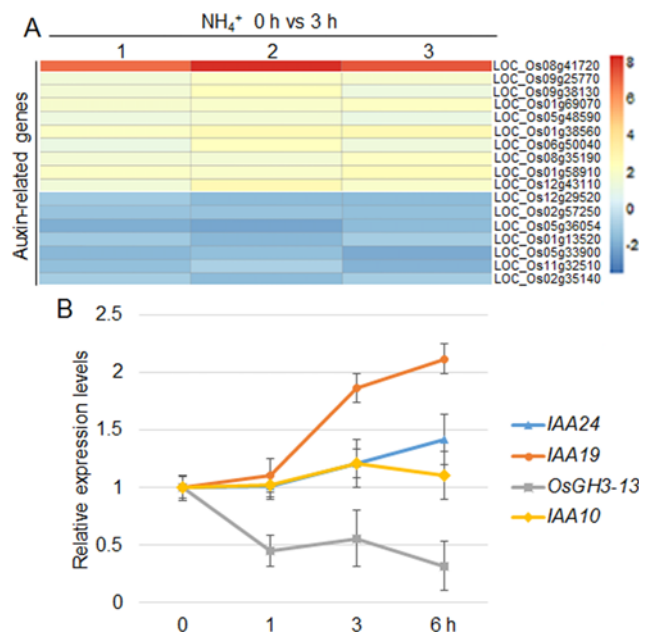 A
NH₄⁺ 0 h vs 3 h
1 2 3
Auxin-related genes
LOC_Os08g41720
LOC_Os09g25770
LOC_Os09g38130
LOC_Os01g69070
LOC_Os05g48590
LOC_Os01g38560
LOC_Os06g50040
LOC_Os08g35190
LOC_Os01g58910
LOC_Os12g43110
LOC_Os12g29520
LOC_Os02g57250
LOC_Os05g36054
LOC_Os01g13520
LOC_Os05g33900
LOC_Os11g32510
LOC_Os02g35140
8
6
4
2
0
-2
B
Relative expression levels
2.5
2
1.5
1
0.5
0
0 1 3 6 h
IAA24
IAA19
OsGH3-13
IAA10